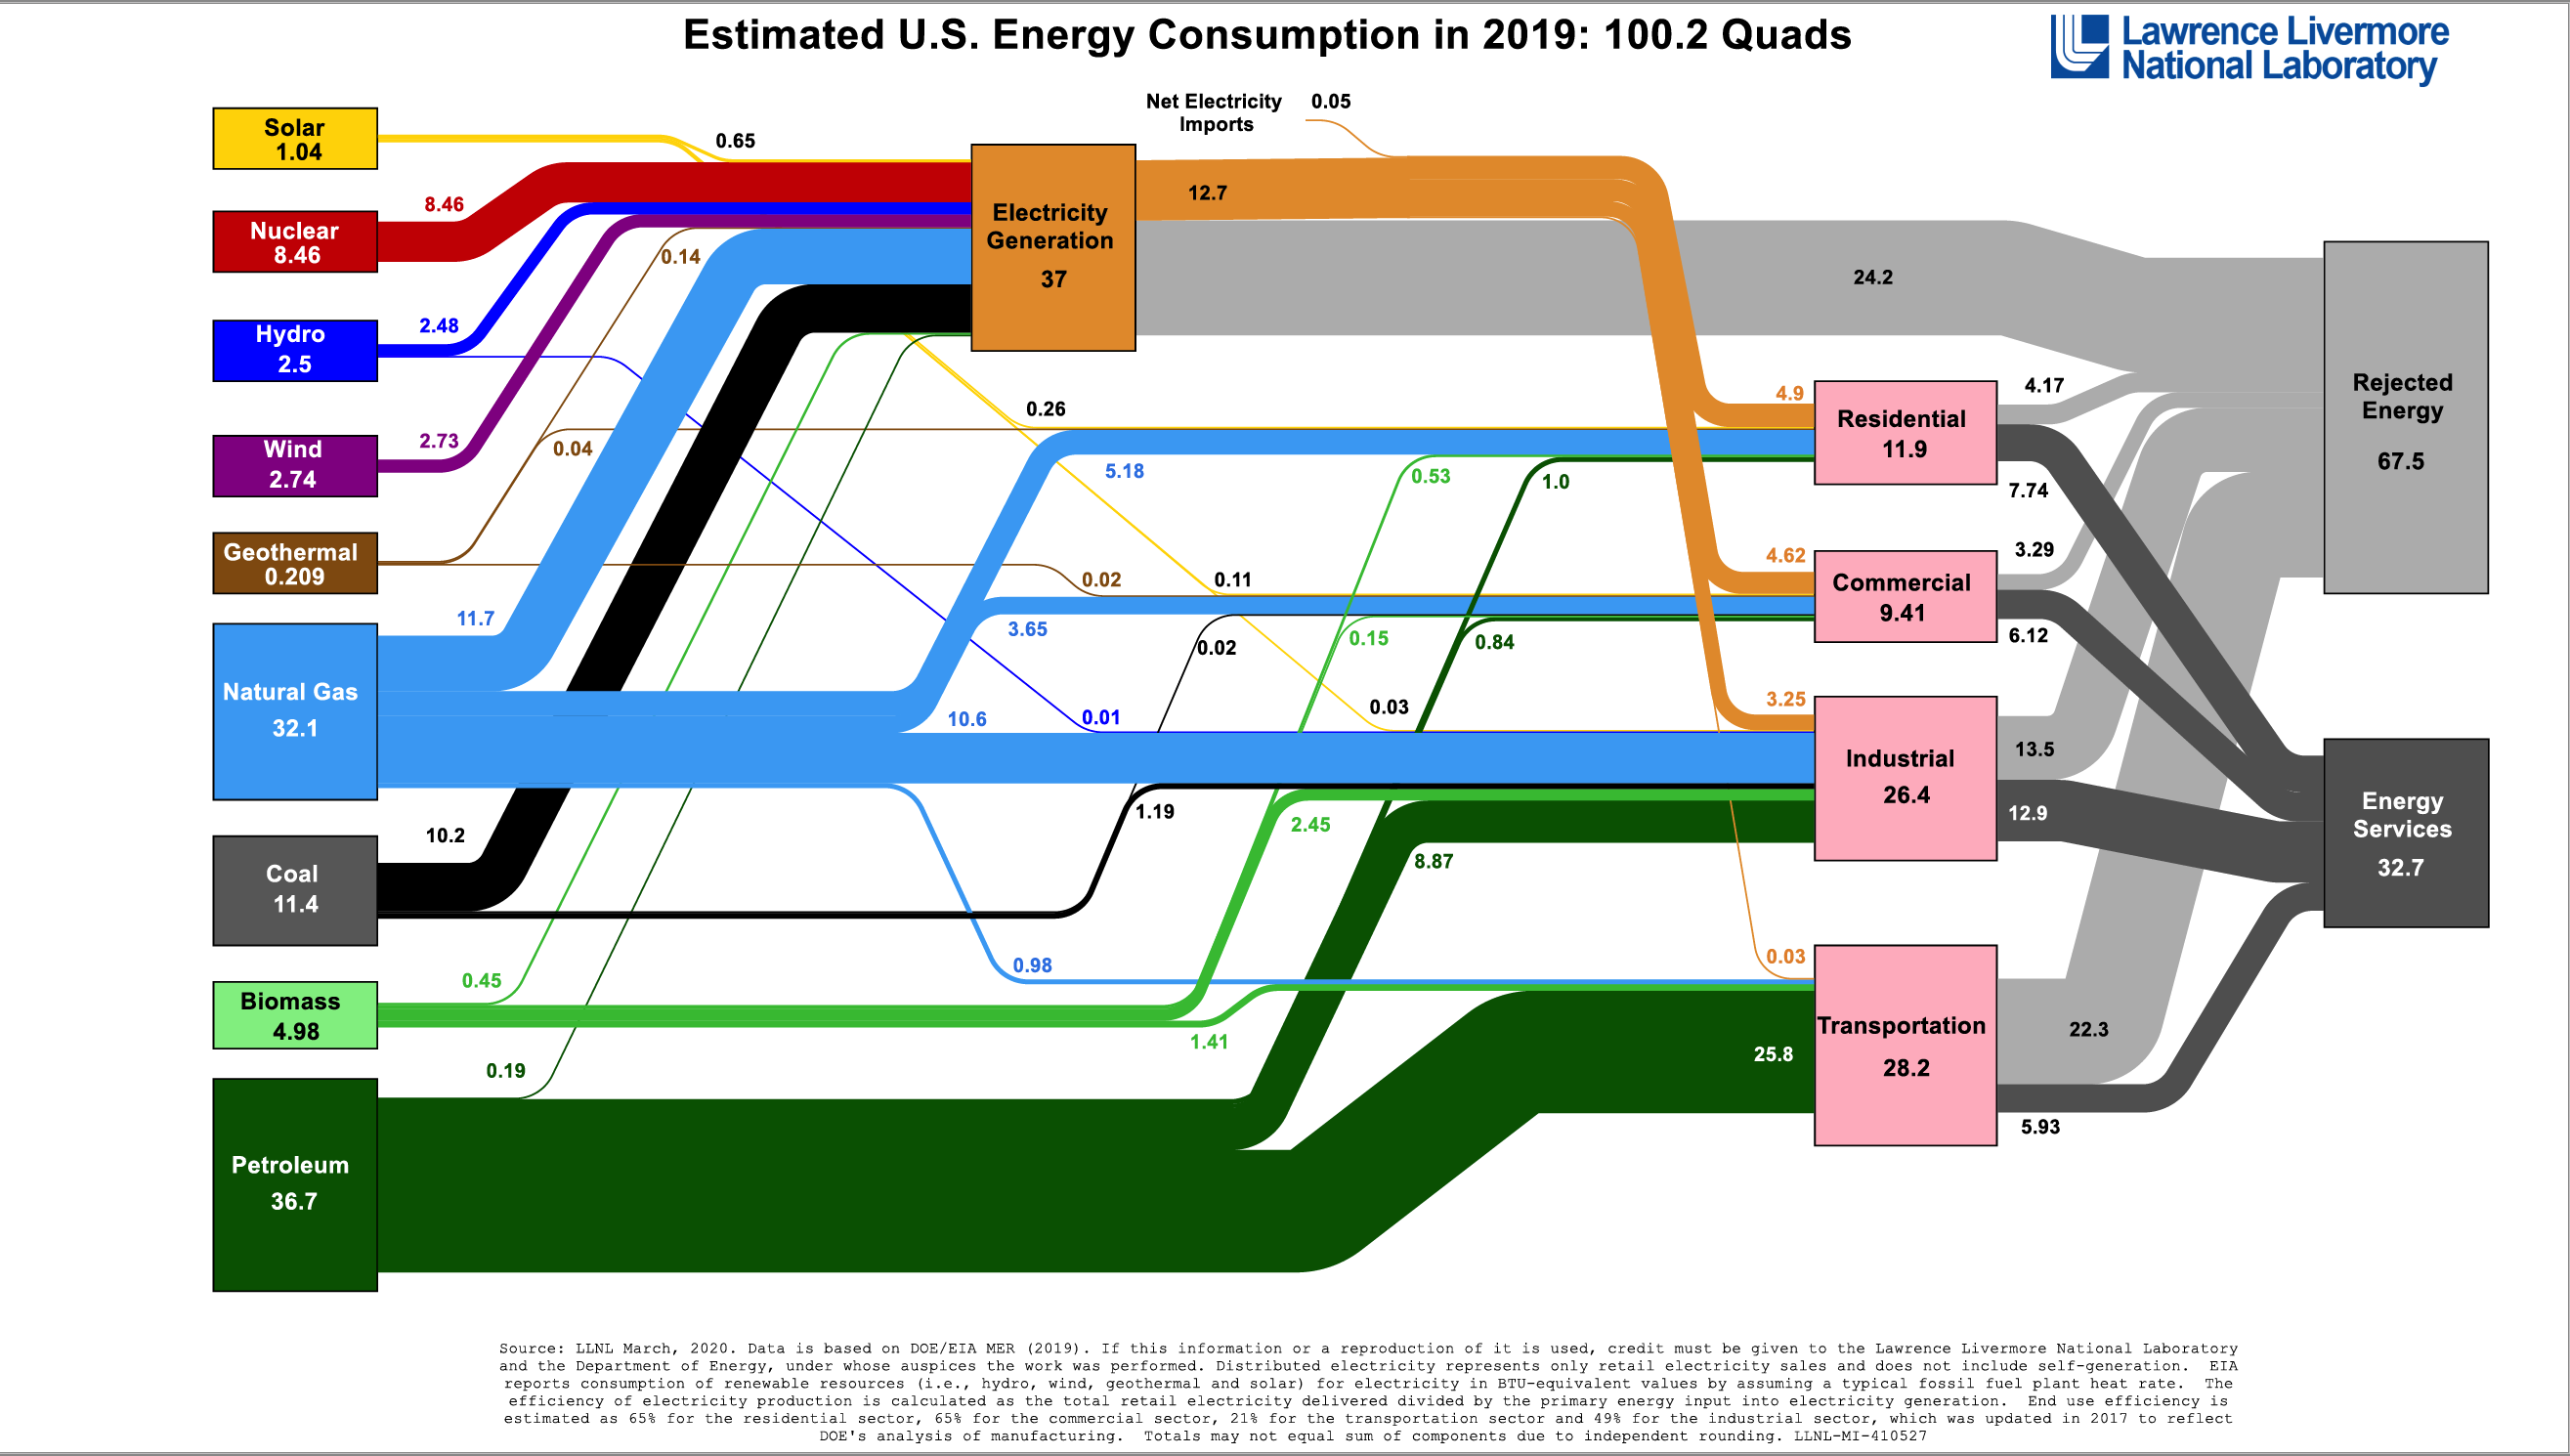 Estimated U.S. Energy Consumption in 2019: 100.2 Quads
Lawrence Livermore
National Laboratory
Net Electricity
Imports
0.05
Solar
1.04
0.65
Nuclear
8.46
8.46
Hydro
2.5
2.48
Wind
2.74
2.73
Geothermal
0.209
0.14
0.04
Natural Gas
32.1
11.7
Coal
11.4
10.2
Biomass
4.98
0.45
Petroleum
36.7
0.19
Electricity
Generation
37
12.7
24.2
0.26
5.18
0.53
1.0
0.02
0.11
3.65
0.02
0.15
0.84
10.6
0.01
0.03
1.19
2.45
8.87
0.98
1.41
25.8
4.9
4.62
3.25
0.03
Residential
11.9
4.17
7.74
Commercial
9.41
3.29
6.12
Industrial
26.4
13.5
12.9
Transportation
28.2
22.3
5.93
Rejected
Energy
67.5
Energy
Services
32.7
Source: LLNL March, 2020. Data is based on DOE/EIA MER (2019). If this information or a reproduction of it is used, credit must be given to the Lawrence Livermore National Laboratory
and the Department of Energy, under whose auspices the work was performed. Distributed electricity represents only retail electricity sales and does not include self-generation. EIA
reports consumption of renewable resources (i.e., hydro, wind, geothermal and solar) for electricity in BTU-equivalent values by assuming a typical fossil fuel plant heat rate. The
efficiency of electricity production is calculated as the total retail electricity delivered divided by the primary energy input into electricity generation. End use efficiency is
estimated as 65% for the residential sector, 65% for the commercial sector, 21% for the transportation sector and 49% for the industrial sector, which was updated in 2017 to reflect
DOE's analysis of manufacturing. Totals may not equal sum of components due to independent rounding. LLNL-MI-410527